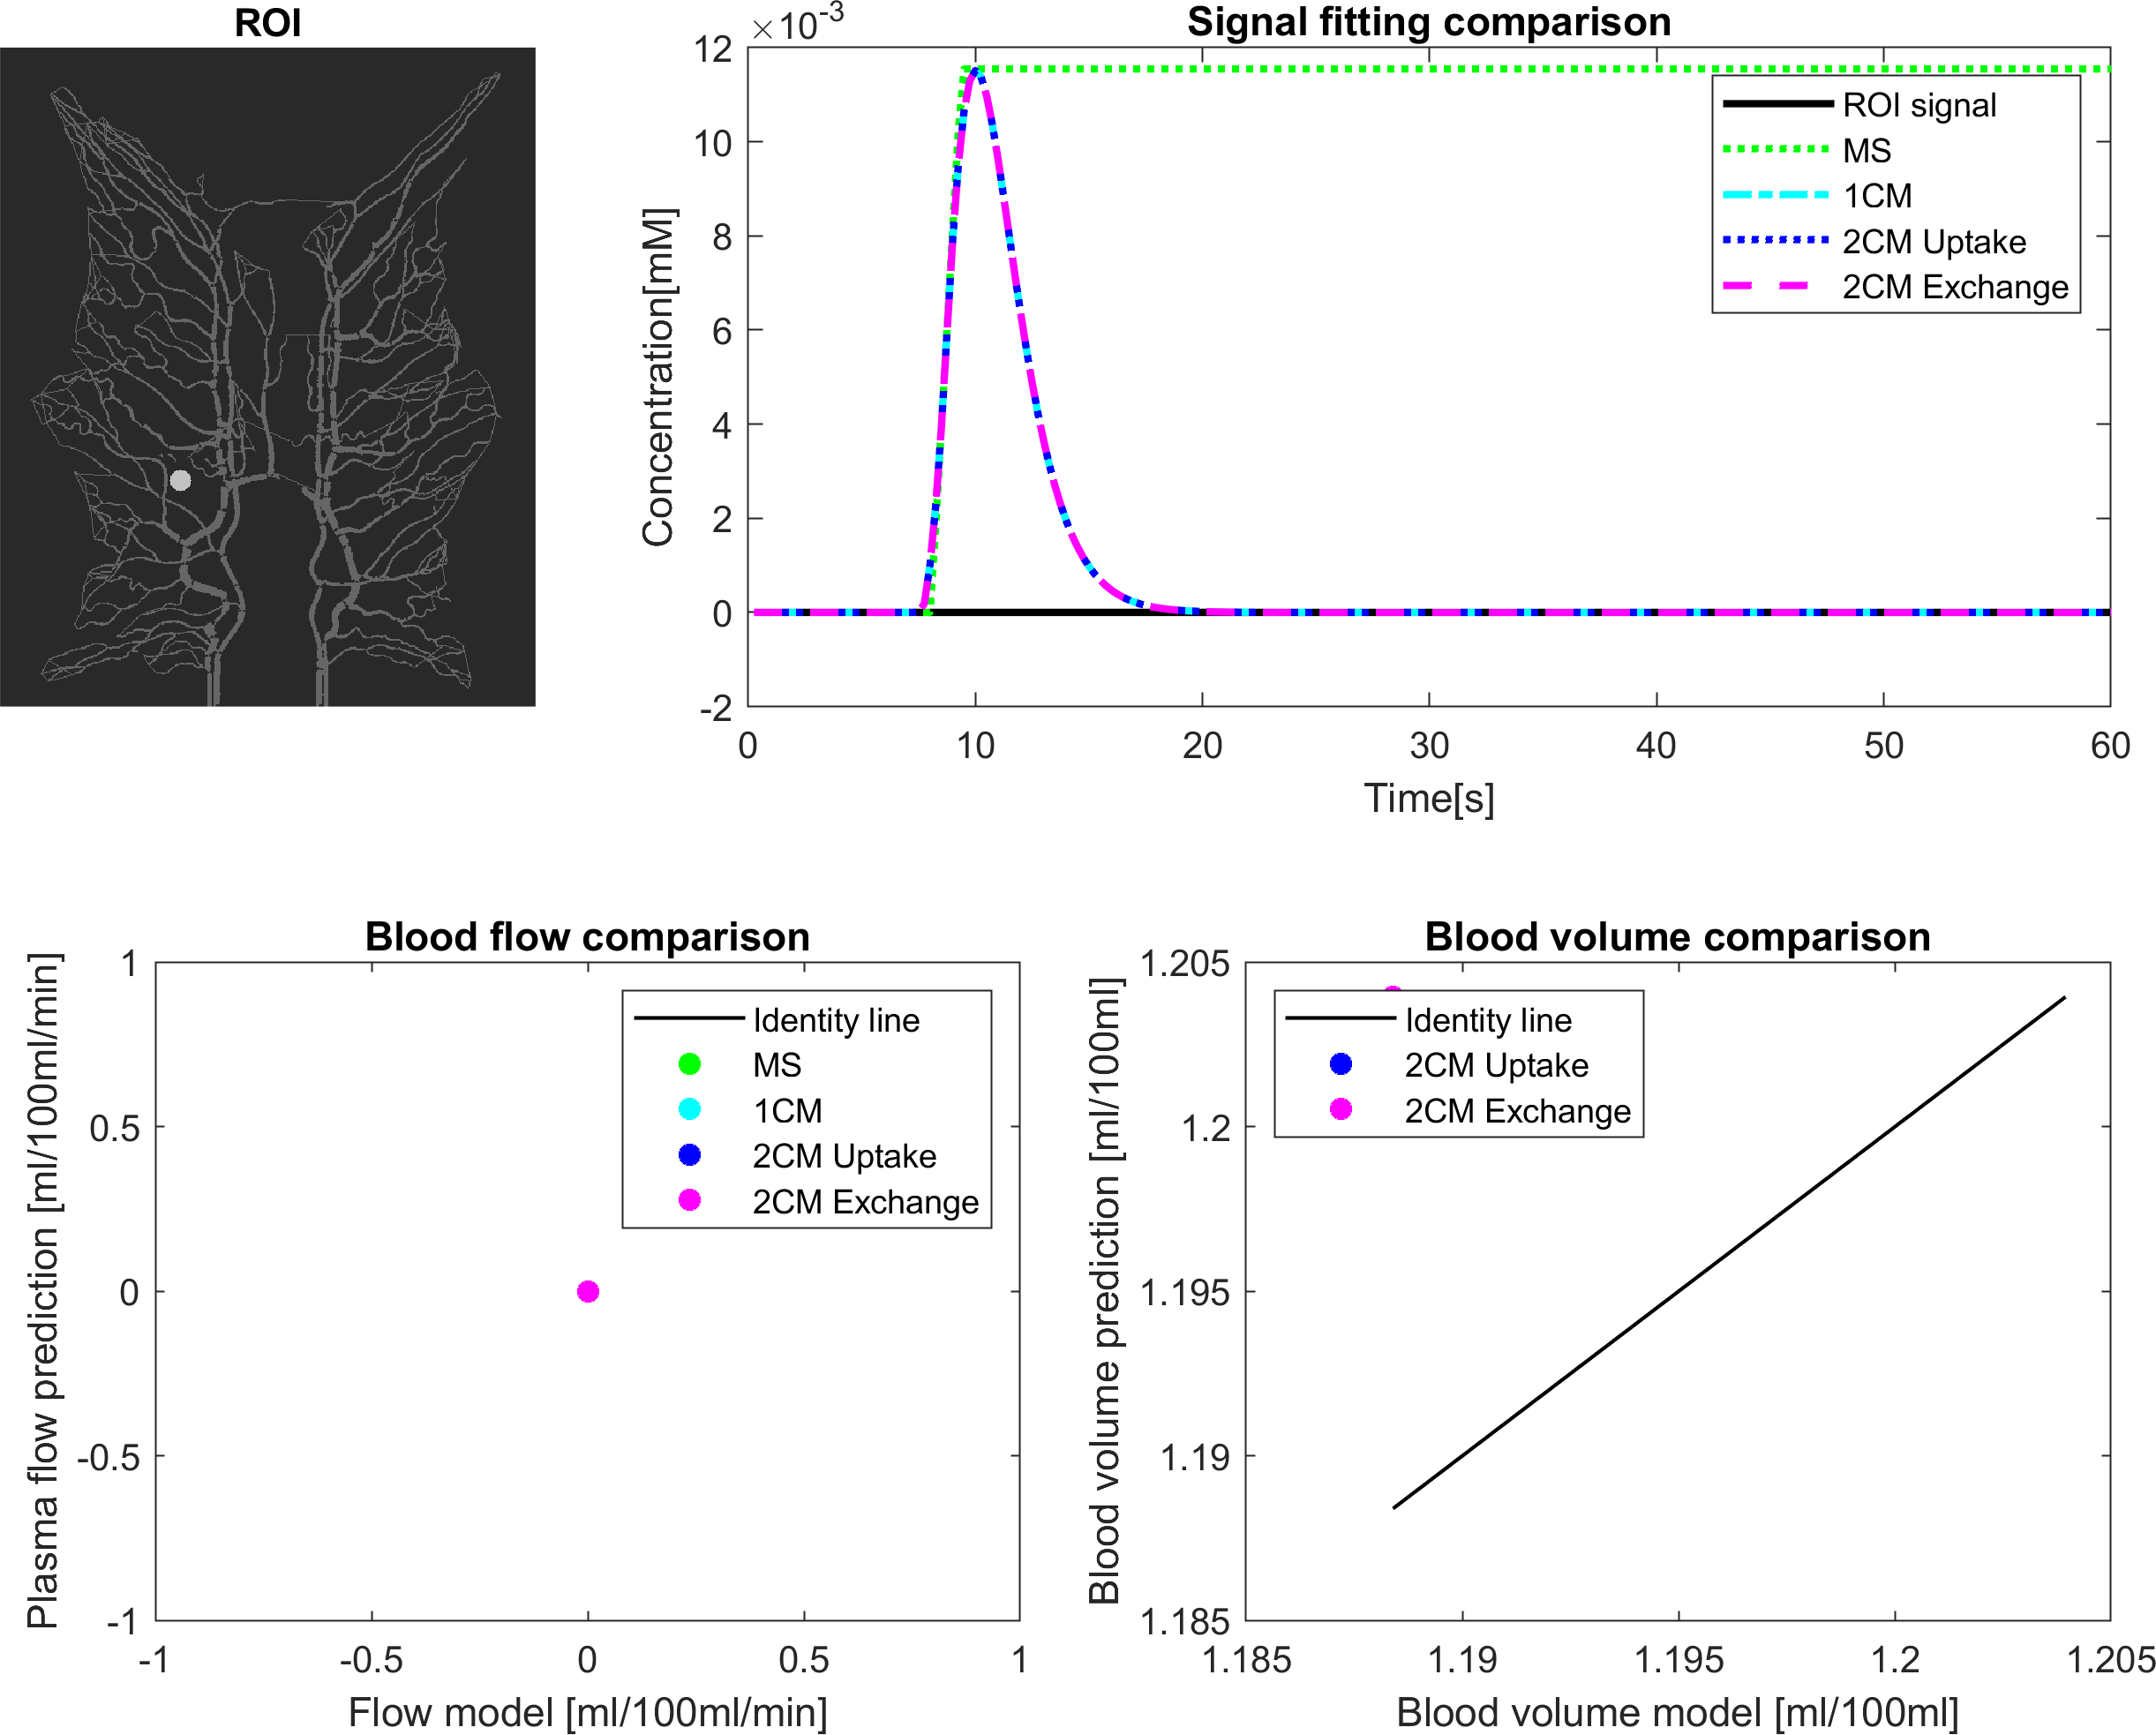 ROI
Signal fitting comparison
×10-3
12
10
8
6
4
2
0
-2
Concentration[mM]
0 10 20 30 40 50 60
Time[s]
ROI signal
MS
1CM
2CM Uptake
2CM Exchange
Blood flow comparison
1
0.5
0
-0.5
-1
Plasma flow prediction [ml/100ml/min]
-1 -0.5 0 0.5 1
Flow model [ml/100ml/min]
Identity line
MS
1CM
2CM Uptake
2CM Exchange
Blood volume comparison
1.205
1.2
1.195
1.19
1.185
Blood volume prediction [ml/100ml]
1.185 1.19 1.195 1.2 1.205
Blood volume model [ml/100ml]
Identity line
2CM Uptake
2CM Exchange